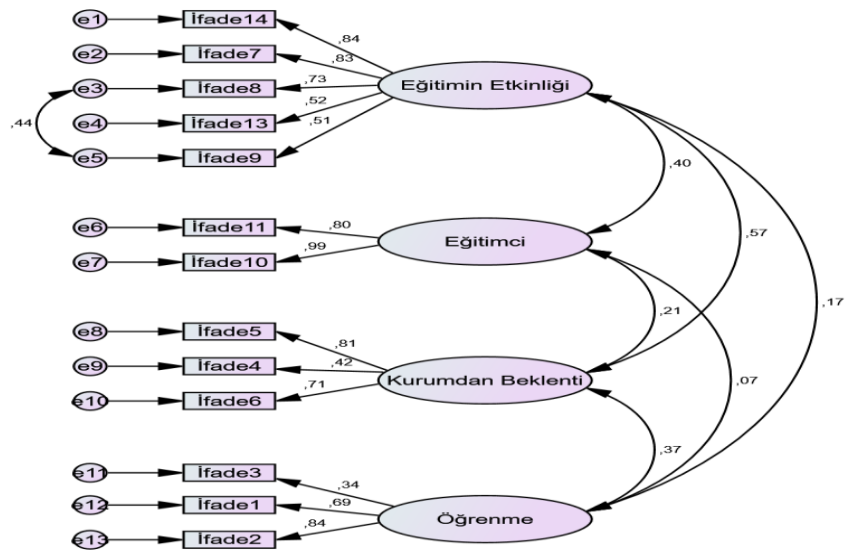 e1 İfade14 ,84
e2 İfade7 ,83
e3 İfade8 ,73 Eğitimin Etkinliği
e4 İfade13 ,52
,44
e5 İfade9 ,51
,40
e6 İfade11 ,80
e7 İfade10 ,99 Eğitimci
,57
,17
,21
e8 İfade5 ,81
e9 İfade4 ,42 Kurumdan Beklenti
e10 İfade6 ,71
,07
,37
e11 İfade3 ,34
e12 İfade1 ,69 Öğrenme
e13 İfade2 ,84